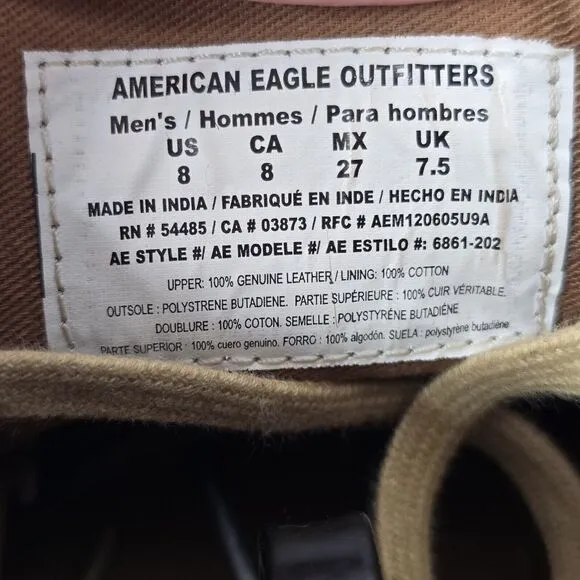 AMERICAN EAGLE OUTFITTERS
Men's / Hommes / Para hombres
US CA MX UK
8 8 27 7.5
MADE IN INDIA / FABRIQUÉ EN INDE / HECHO EN INDIA
RN # 54485 / CA # 03873 / RFC # AEM120605U9A
AE STYLE #/ AE MODELE #/ AE ESTILO #: 6861-202
UPPER: 100% GENUINE LEATHER / LINING: 100% COTTON
OUTSOLE : POLYSTRENE BUTADIENE. PARTIE SUPÉRIEURE : 100% CUIR VÉRITABLE.
DOUBLURE : 100% COTON. SEMELLE : POLYSTYRÉNE BUTADIÉNE
PARTE SUPERIOR : 100% cuero genuino. FORRO : 100% algodón. SUELA : polystyrène butadiène